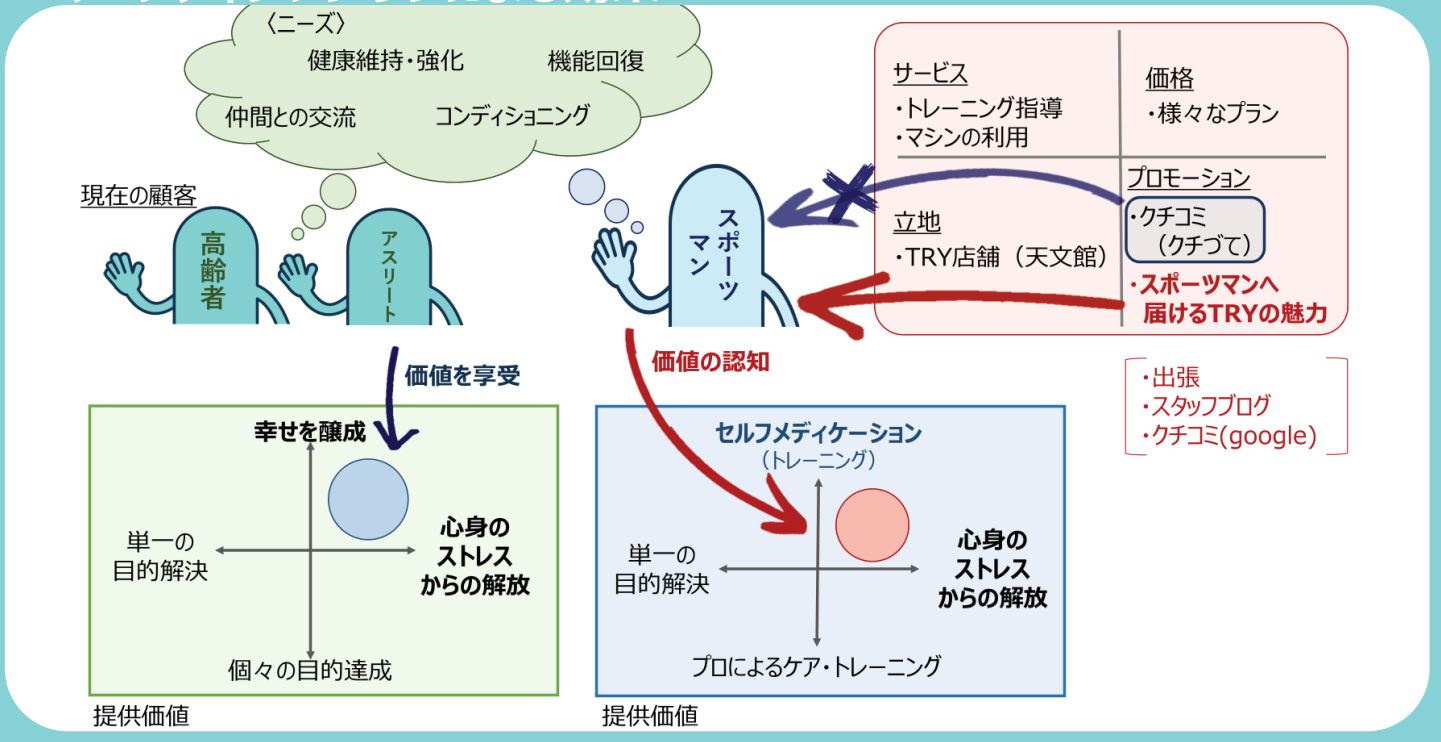 〈ニーズ〉
健康維持・強化
機能回復
仲間との交流
コンディショニング
現在の顧客
高齢者
アスリート
スポーツ
マン
サービス
・トレーニング指導
・マシンの利用
価格
・様々なプラン
立地
・TRY店舗（天文館）
プロモーション
・クチコミ
（クチづて）
・スポーツマンへ
届けるTRYの魅力
・出張
・スタッフブログ
・クチコミ(google)
価値を享受
価値の認知
幸せを醸成
単一の
目的解決
心身の
ストレス
からの解放
個々の目的達成
提供価値
セルフメディケーション
（トレーニング）
単一の
目的解決
心身の
ストレス
からの解放
プロによるケア・トレーニング
提供価値